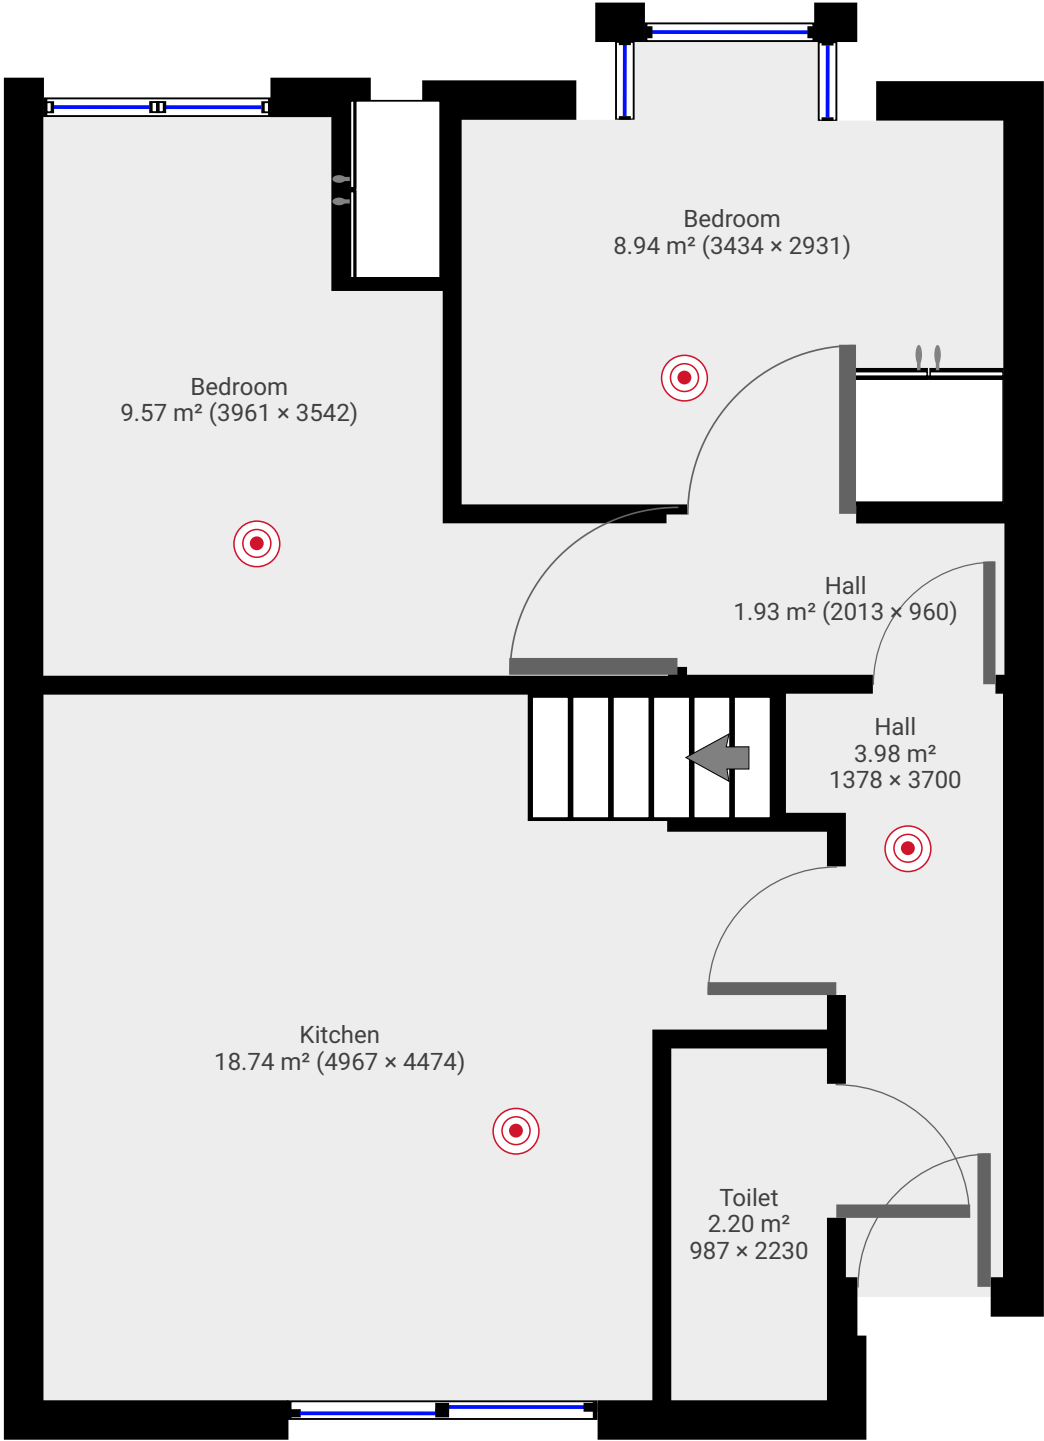 Bedroom
8.94 m² (3434 × 2931)
Bedroom
9.57 m² (3961 × 3542)
Hall
1.93 m² (2013 × 960)
Hall
3.98 m²
1378 × 3700
Kitchen
18.74 m² (4967 × 4474)
Toilet
2.20 m²
987 × 2230